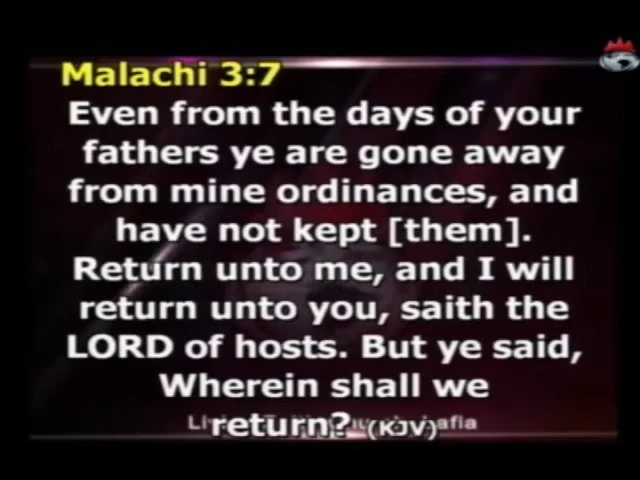 Malachi 3:7
Even from the days of your
fathers ye are gone away
from mine ordinances, and
have not kept [them].
Return unto me, and I will
return unto you, saith the
LORD of hosts. But ye said,
Wherein shall we
return? (KJV)